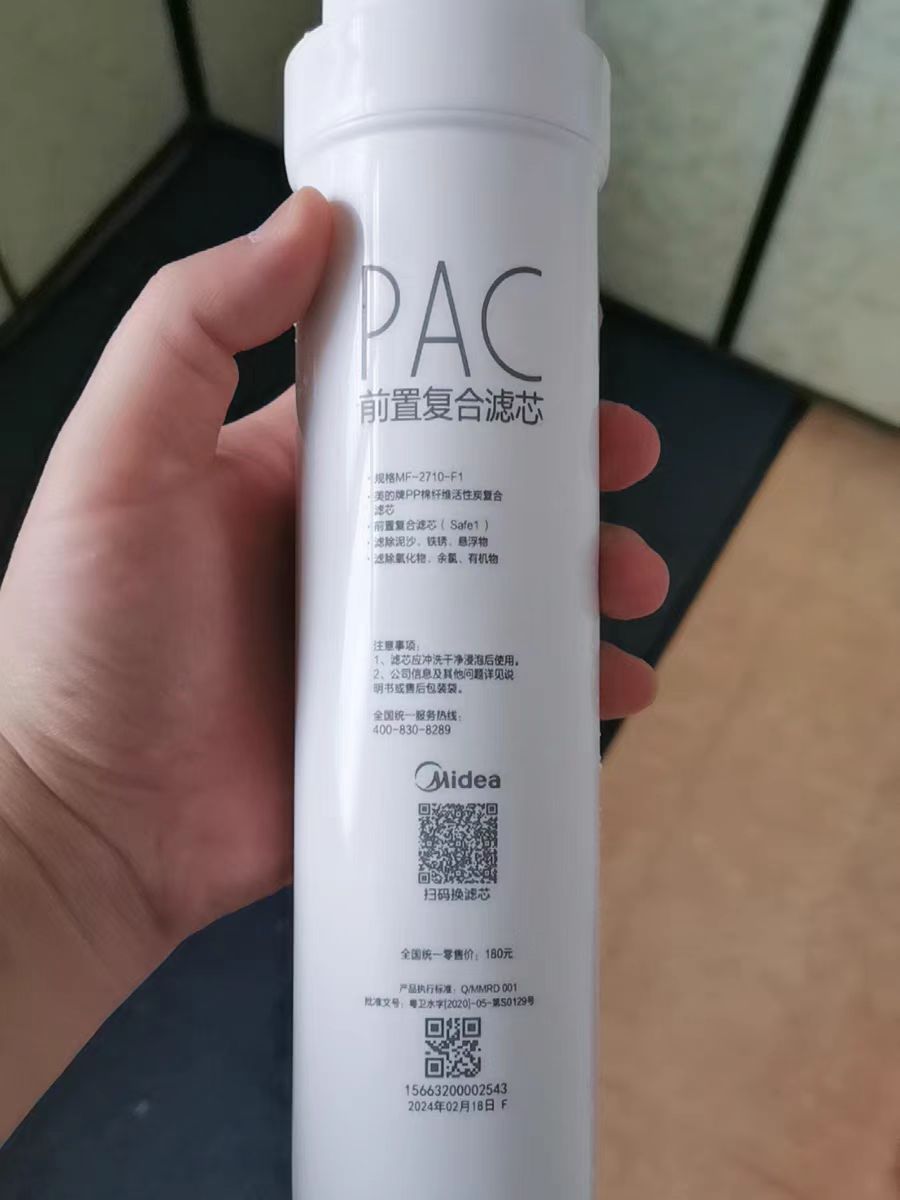 PAC
前置复合滤芯
·规格MF-2710-F1
·美的牌PP棉纤维活性炭复合
滤芯
·前置复合滤芯（Safe1）
·滤除泥沙、铁锈、悬浮物
·滤除氧化物、余氯、有机物
注意事项：
1、滤芯应冲洗干净浸泡后使用。
2、公司信息及其他问题详见说
明书或售后包装袋。
全国统一服务热线：
400-830-8289
Midea
扫码换滤芯
全国统一零售价：180元
产品执行标准：Q/MMRD 001
批准文号：粤卫水字[2020]-05-第S0129号
15663200002543
2024年02月18日 F